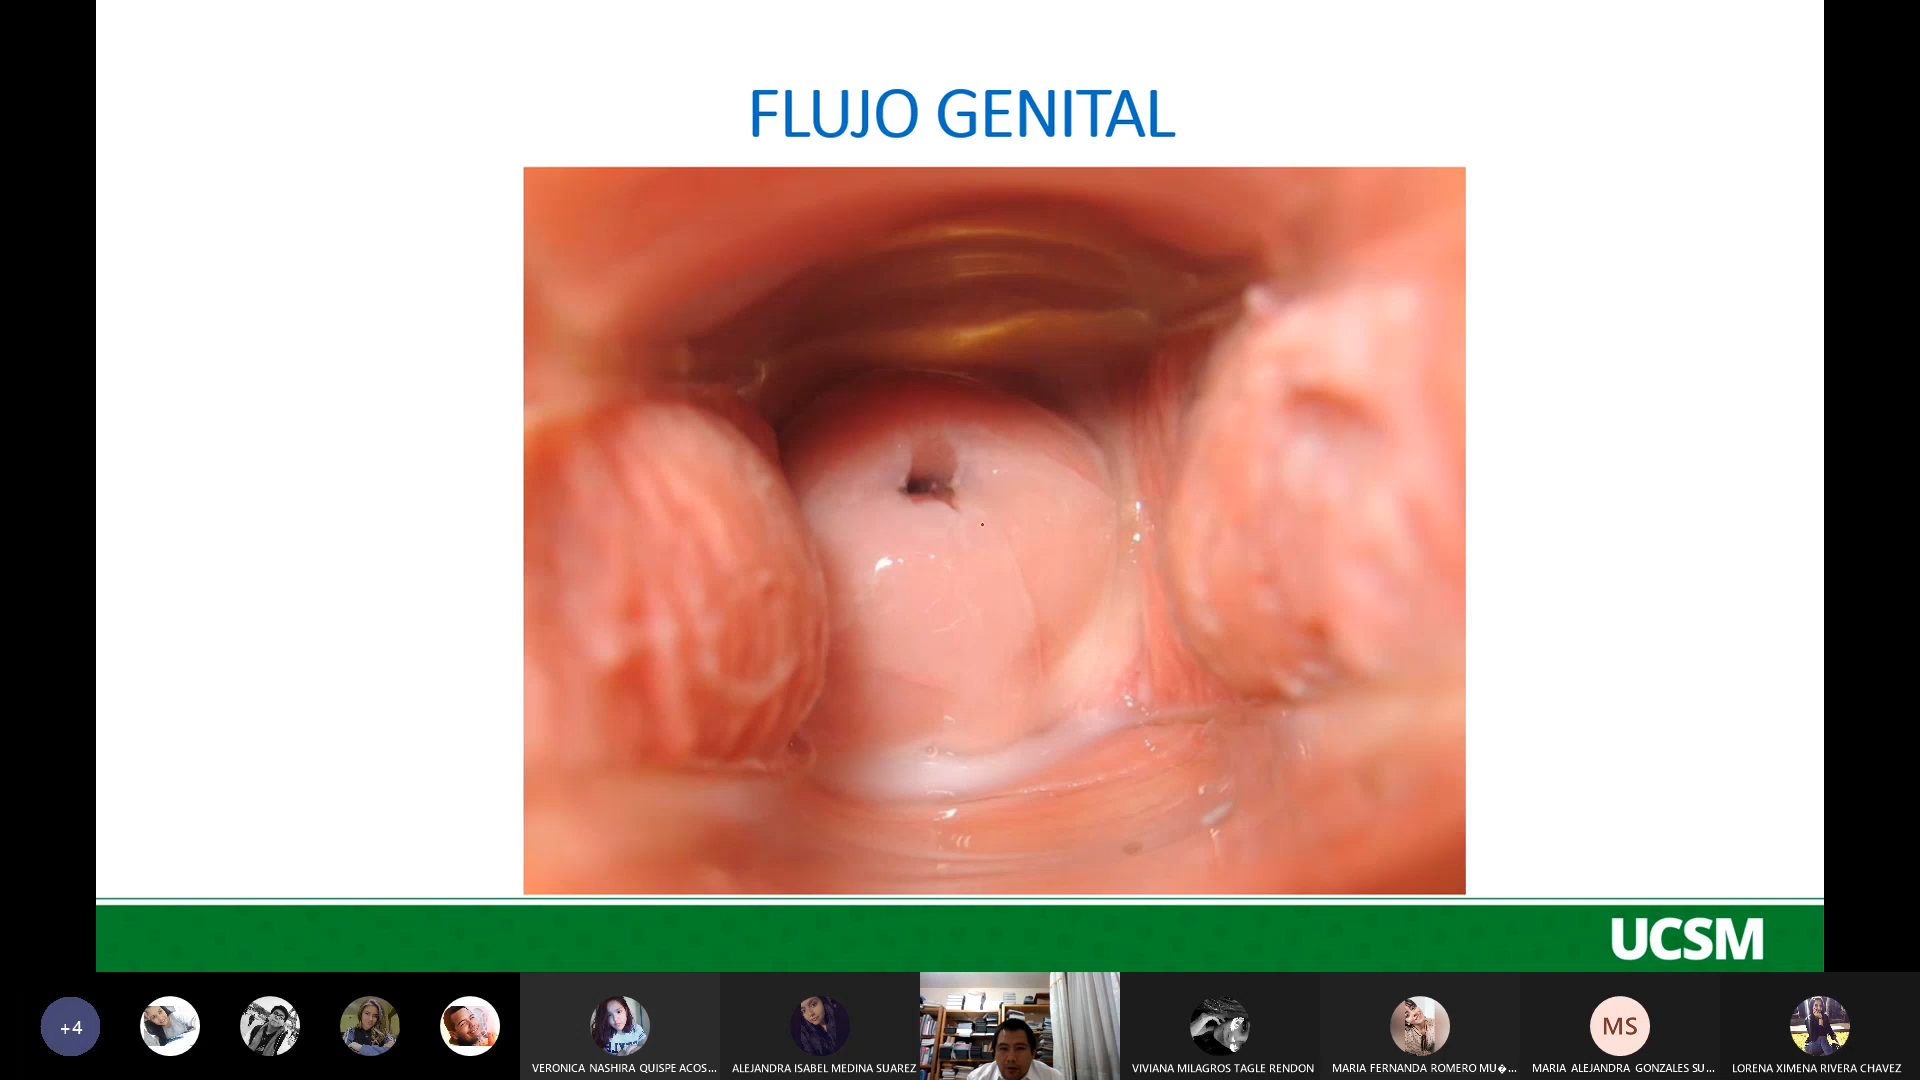 FLUJO GENITAL
UCSM
+4
VERONICA NASHIRA QUISPE ACOS...
ALEJANDRA ISABEL MEDINA SUAREZ
VIVIANA MILAGROS TAGLE RENDON
MARIA FERNANDA ROMERO MU�...
MS
MARIA ALEJANDRA GONZALES SU...
LORENA XIMENA RIVERA CHAVEZ